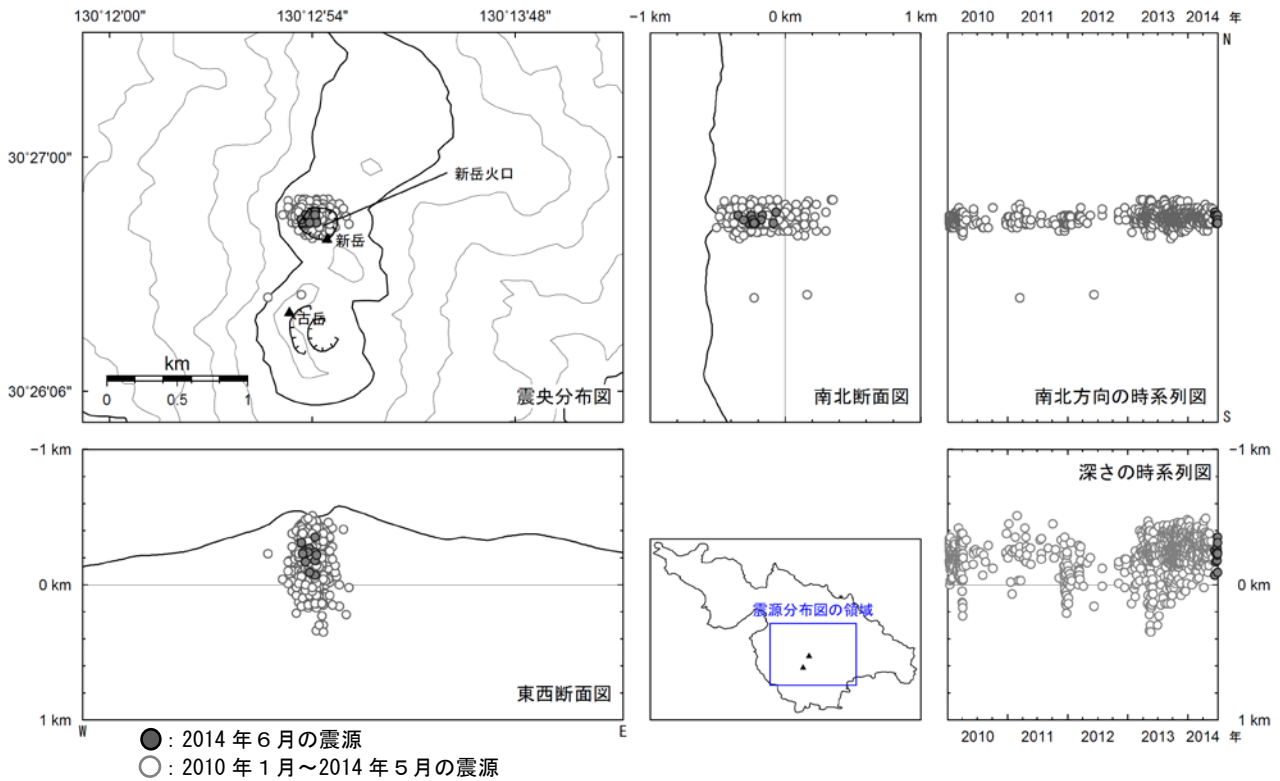 130˚12'00" 130˚12'54" 130˚13'48"
30˚27'00"
30˚26'06"
新岳火口
新岳
古岳
km
0 0.5 1
震央分布図
−1 km 0 km 1 km
南北断面図
2010 2011 2012 2013 2014 年
N
S
南北方向の時系列図
−1 km
0 km
1 km
W E
東西断面図
震源分布図の領域
深さの時系列図
−1 km
0 km
1 km
2010 2011 2012 2013 2014 年
: 2014 年６月の震源
: 2010 年１月～2014 年５月の震源